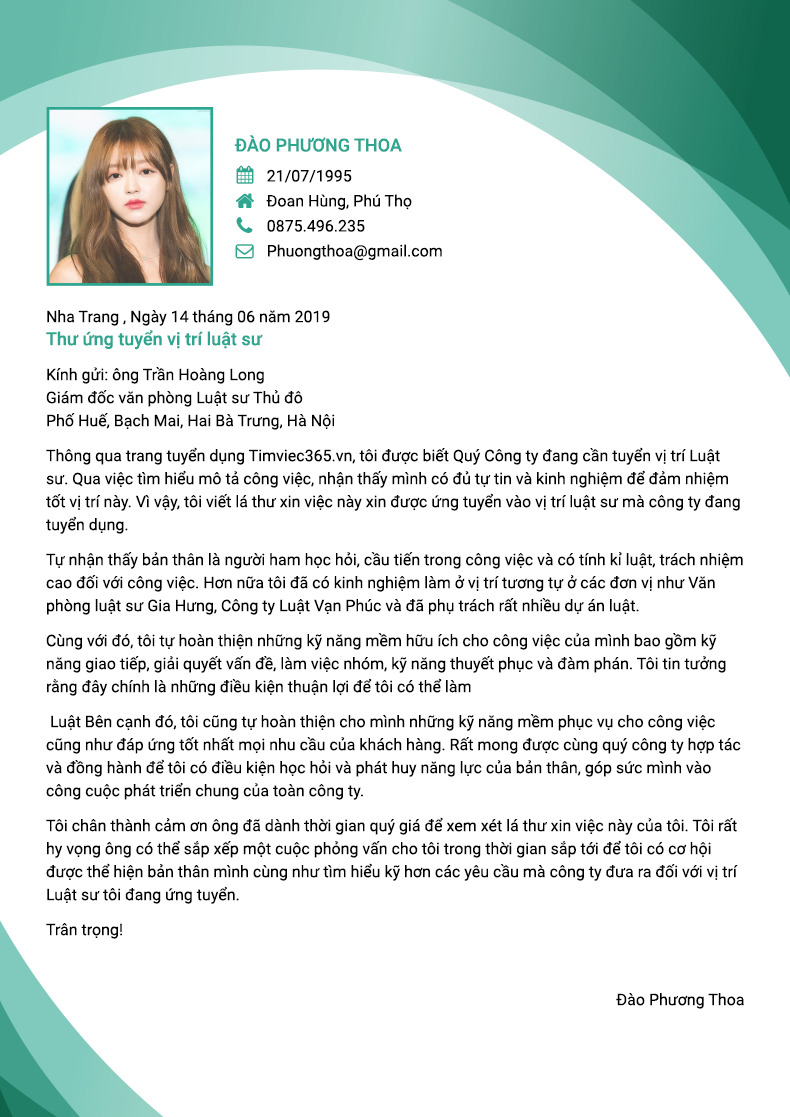 ĐÀO PHƯƠNG THOA
21/07/1995
Đoan Hùng, Phú Thọ
0875.496.235
Phuongthoa@gmail.com
Nha Trang , Ngày 14 tháng 06 năm 2019
Thư ứng tuyển vị trí luật sư
Kính gửi: ông Trần Hoàng Long
Giám đốc văn phòng Luật sư Thủ đô
Phố Huế, Bạch Mai, Hai Bà Trưng, Hà Nội
Thông qua trang tuyển dụng Timviec365.vn, tôi được biết Quý Công ty đang cần tuyển vị trí Luật
sư. Qua việc tìm hiểu mô tả công việc, nhận thấy mình có đủ tự tin và kinh nghiệm để đảm nhiệm
tốt vị trí này. Vì vậy, tôi viết lá thư xin việc này xin được ứng tuyển vào vị trí luật sư mà công ty đang
tuyển dụng.
Tự nhận thấy bản thân là người ham học hỏi, cầu tiến trong công việc và có tính kỉ luật, trách nhiệm
cao đối với công việc. Hơn nữa tôi đã có kinh nghiệm làm ở vị trí tương tự ở các đơn vị như Văn
phòng luật sư Gia Hưng, Công ty Luật Vạn Phúc và đã phụ trách rất nhiều dự án luật.
Cùng với đó, tôi tự hoàn thiện những kỹ năng mềm hữu ích cho công việc của mình bao gồm kỹ
năng giao tiếp, giải quyết vấn đề, làm việc nhóm, kỹ năng thuyết phục và đàm phán. Tôi tin tưởng
rằng đây chính là những điều kiện thuận lợi để tôi có thể làm
Luật Bên cạnh đó, tôi cũng tự hoàn thiện cho mình những kỹ năng mềm phục vụ cho công việc
cũng như đáp ứng tốt nhất mọi nhu cầu của khách hàng. Rất mong được cùng quý công ty hợp tác
và đồng hành để tôi có điều kiện học hỏi và phát huy năng lực của bản thân, góp sức mình vào
công cuộc phát triển chung của toàn công ty.
Tôi chân thành cảm ơn ông đã dành thời gian quý giá để xem xét lá thư xin việc này của tôi. Tôi rất
hy vọng ông có thể sắp xếp một cuộc phỏng vấn cho tôi trong thời gian sắp tới để tôi có cơ hội
được thể hiện bản thân mình cùng như tìm hiểu kỹ hơn các yêu cầu mà công ty đưa ra đối với vị trí
Luật sư tôi đang ứng tuyển.
Trân trọng!
Đào Phương Thoa